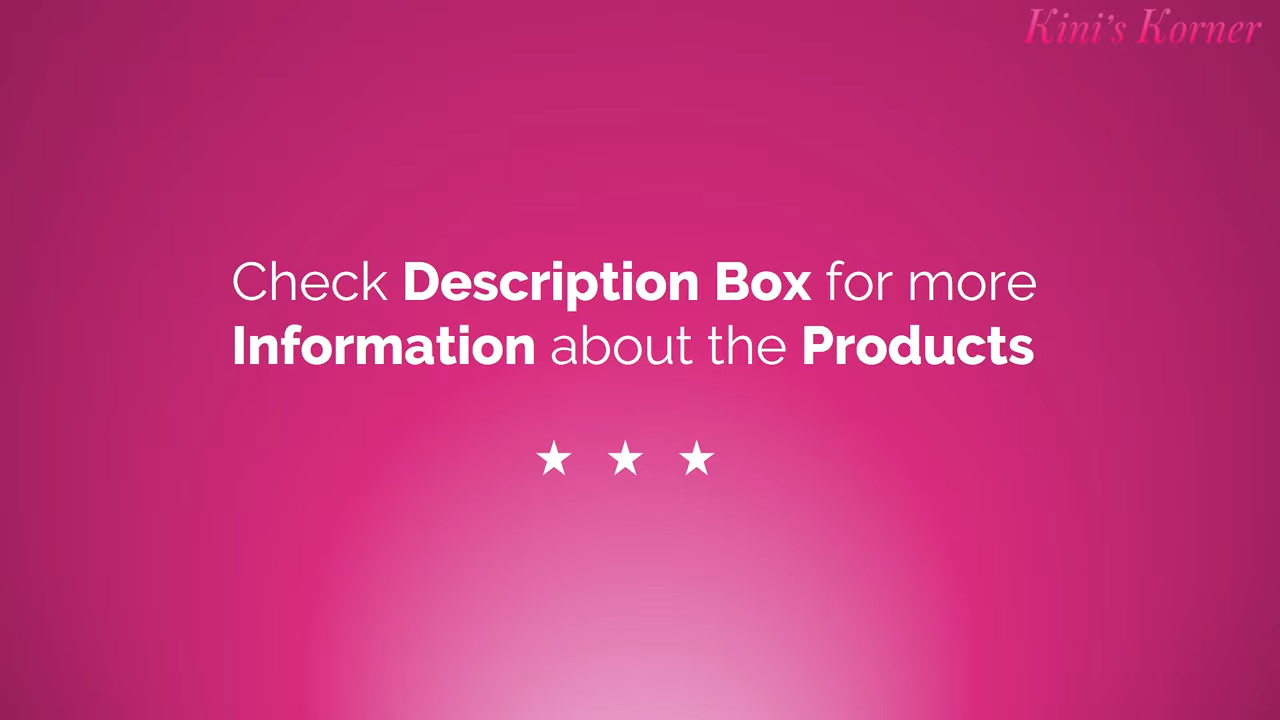 Kini's Korner
Check Description Box for more
Information about the Products